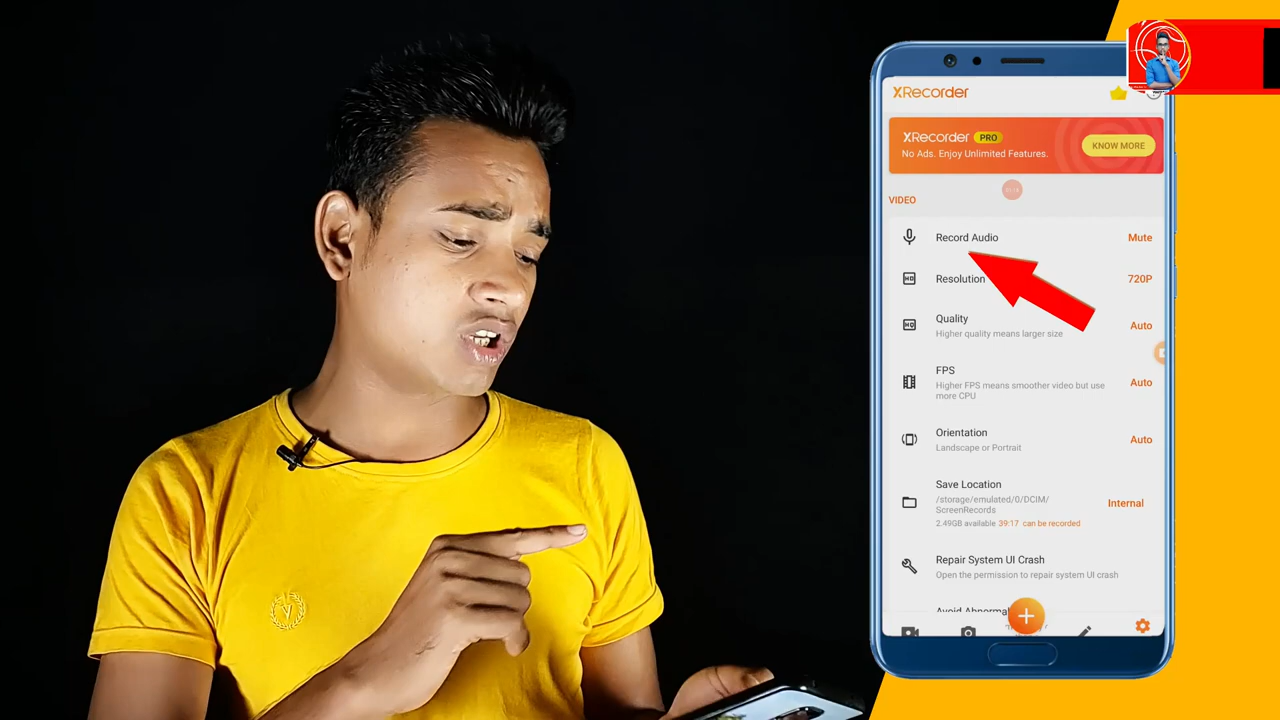 XRecorder
XRecorder PRO
No Ads. Enjoy Unlimited Features.
KNOW MORE
VIDEO
Record Audio
Mute
Resolution
720P
Quality
Higher quality means larger size
Auto
FPS
Higher FPS means smoother video but use
more CPU
Auto
Orientation
Landscape or Portrait
Auto
Save Location
/storage/emulated/0/DCIM/
ScreenRecords
2.49GB available 39:17 can be recorded
Internal
Repair System UI Crash
Open the permission to repair system UI crash